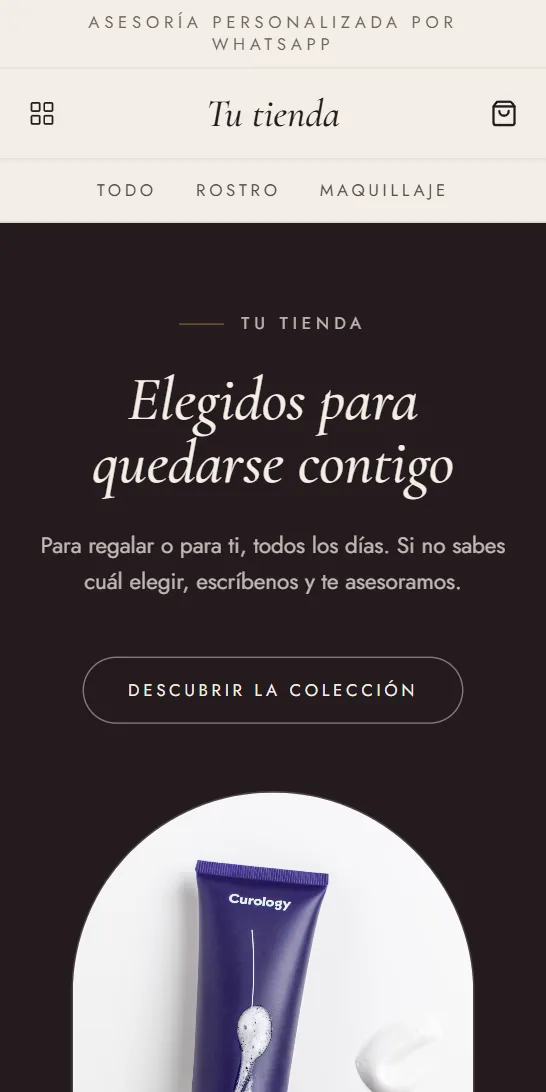 ASESORÍA PERSONALIZADA POR
WHATSAPP
Tu tienda
TODO ROSTRO MAQUILLAJE
TU TIENDA
Elegidos para
quedarse contigo
Para regalar o para ti, todos los días. Si no sabes
cuál elegir, escríbenos y te asesoramos.
DESCUBRIR LA COLECCIÓN
Curology